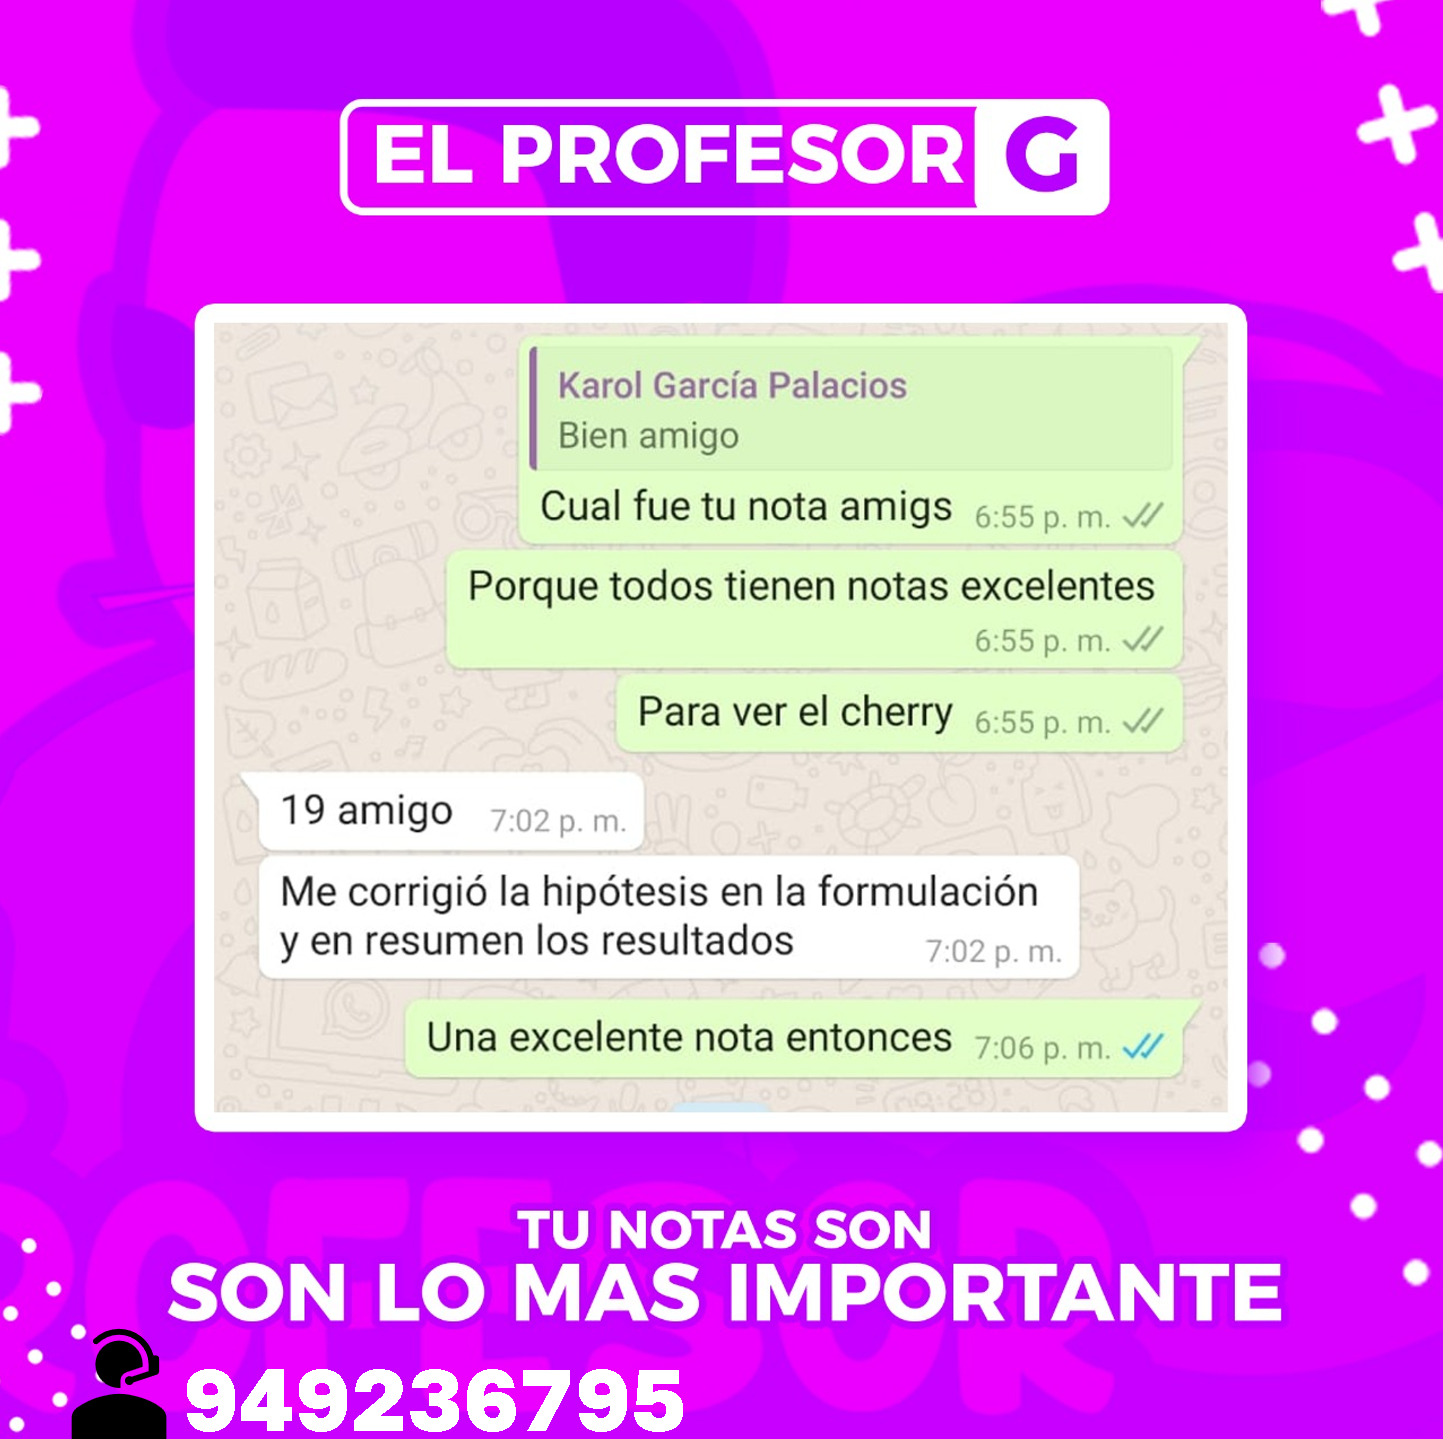 EL PROFESOR G
Karol García Palacios
Bien amigo
Cual fue tu nota amigs 6:55 p. m.
Porque todos tienen notas excelentes
6:55 p. m.
Para ver el cherry 6:55 p. m.
19 amigo 7:02 p. m.
Me corrigió la hipótesis en la formulación
y en resumen los resultados 7:02 p. m.
Una excelente nota entonces 7:06 p. m.
TU NOTAS SON
SON LO MAS IMPORTANTE
949236795